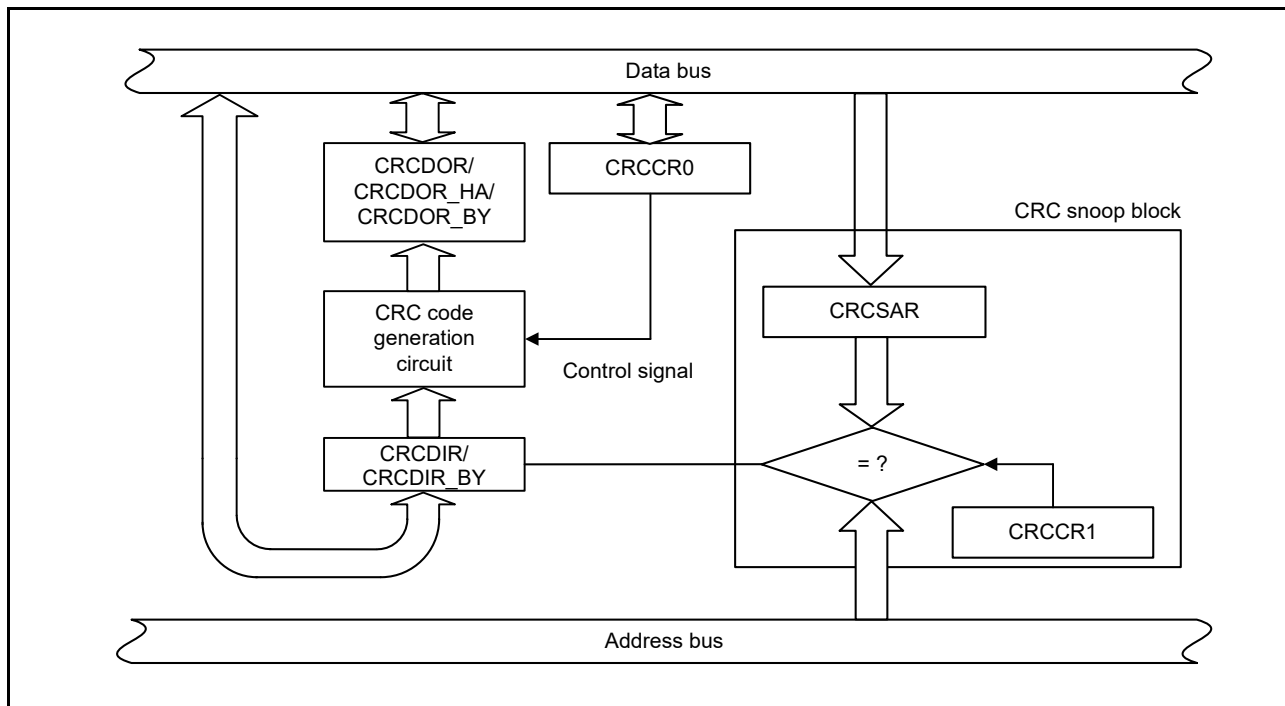 Data bus
CRCDOR/
CRCDOR_HA/
CRCDOR_BY
CRCCR0
CRC snoop block
CRCSAR
CRC code
generation
circuit
Control signal
CRCDIR/
CRCDIR_BY
= ?
CRCCR1
Address bus